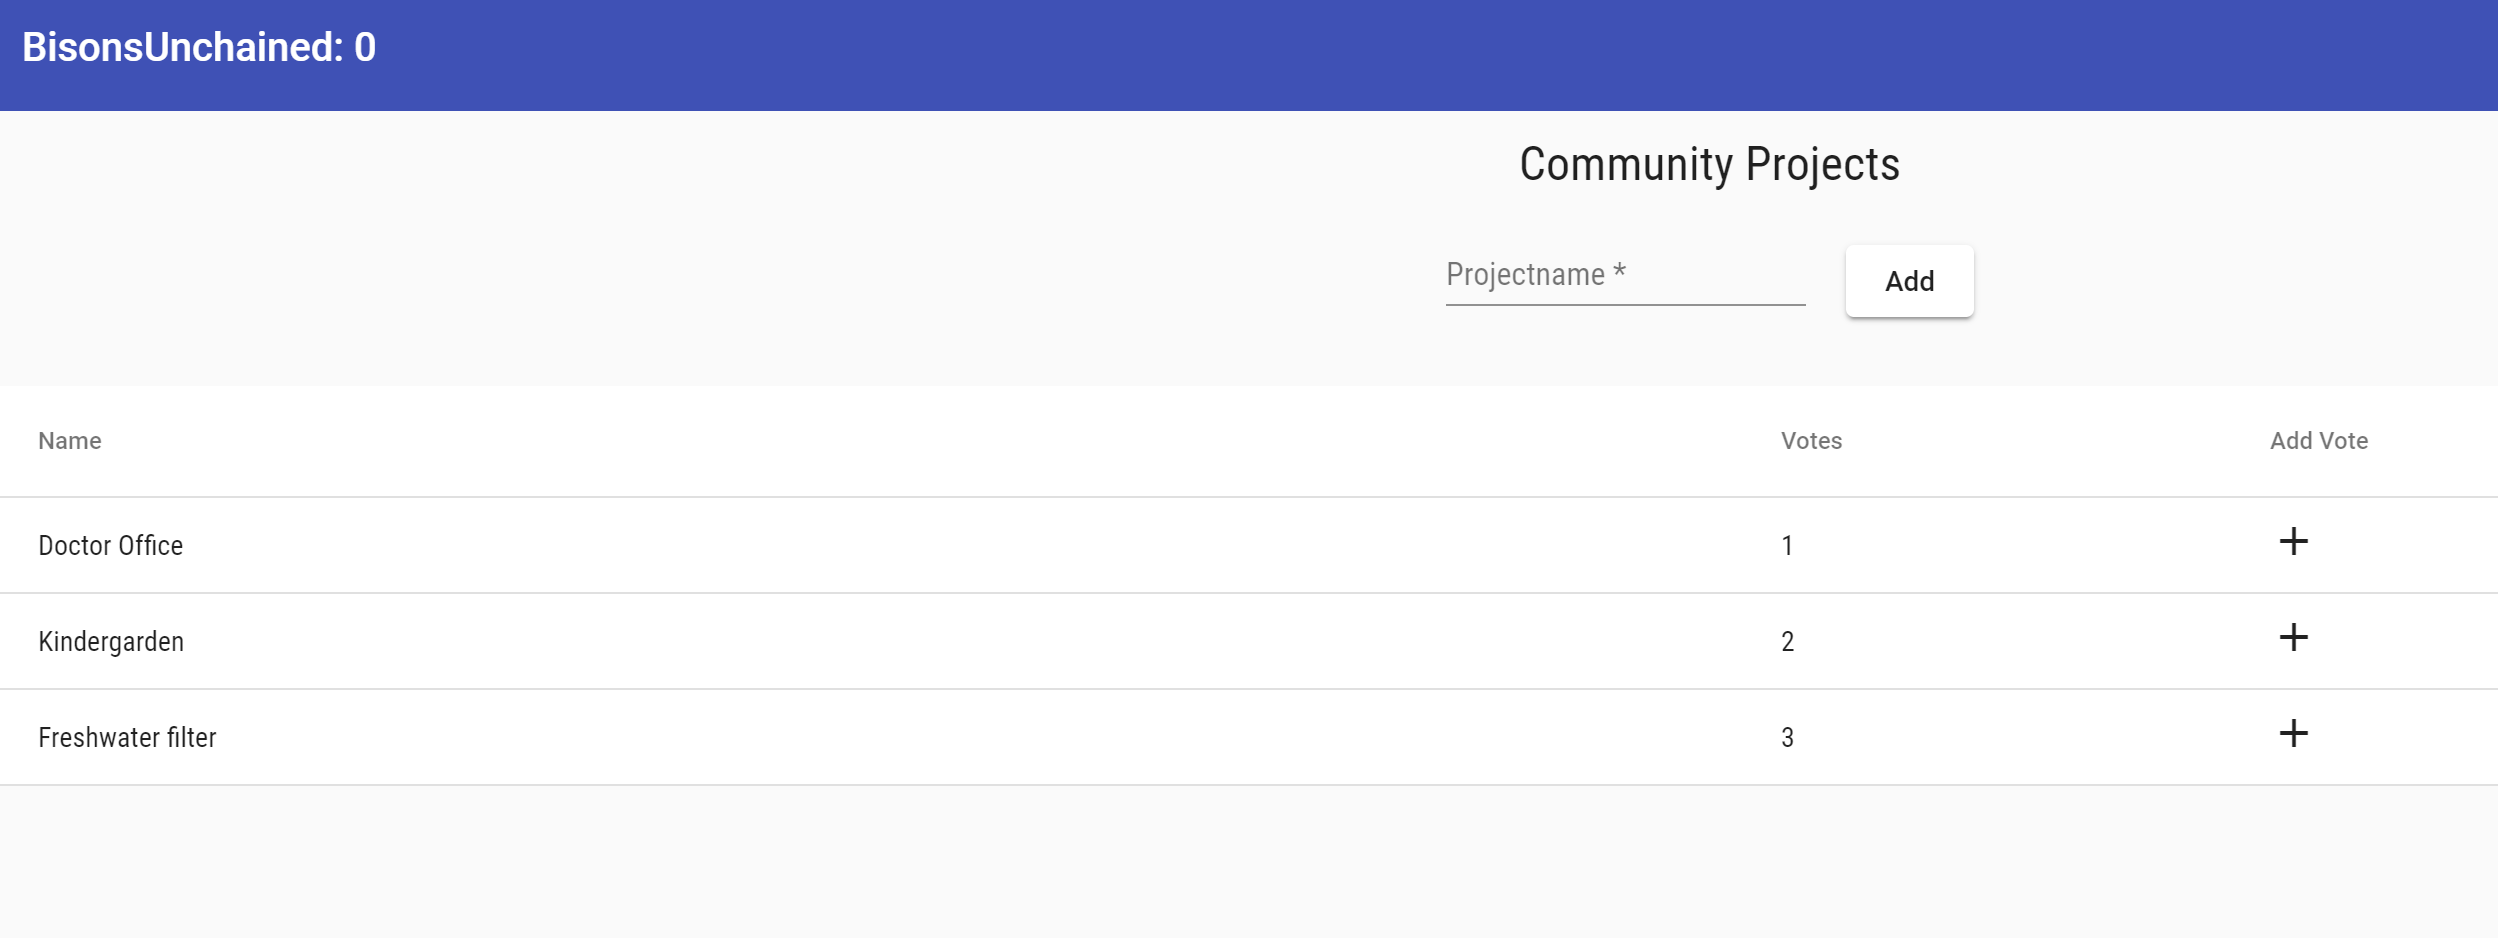 BisonsUnchained: 0
Community Projects
Projectname *
Add
Name Votes Add Vote
Doctor Office 1 +
Kindergarden 2 +
Freshwater filter 3 +